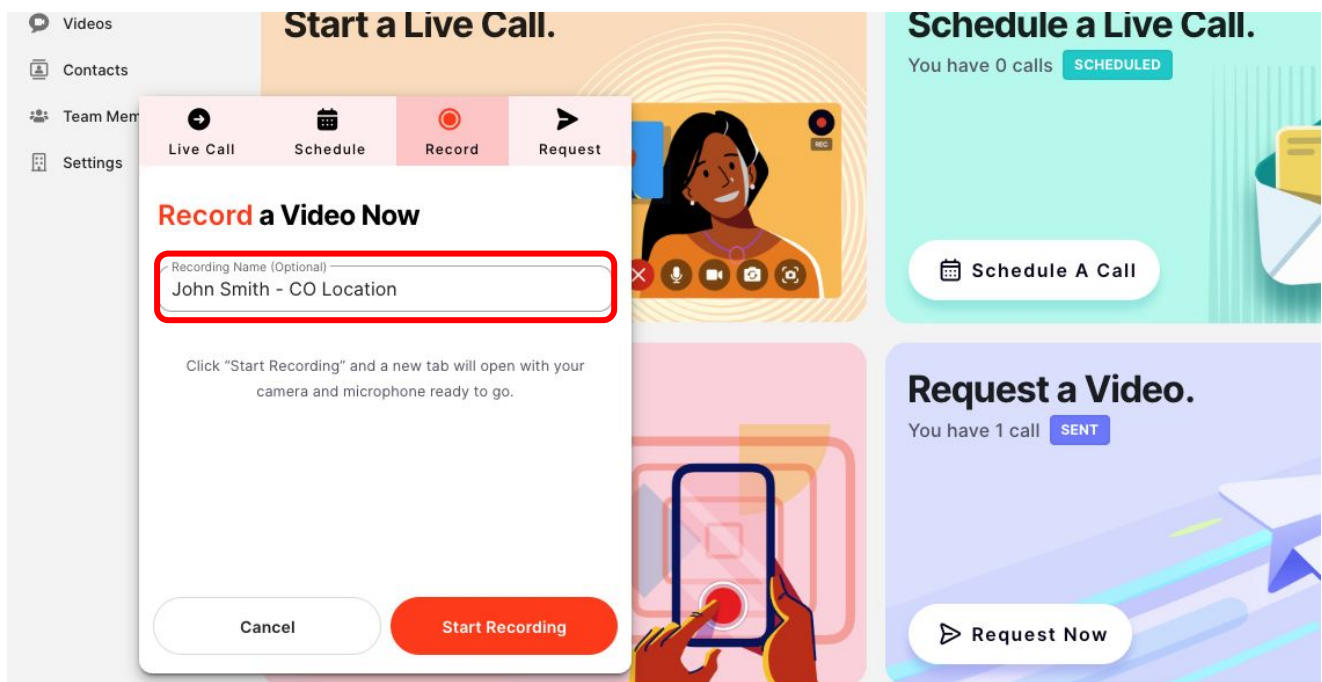 Videos
Contacts
Team Mem
Settings
Start a Live Call.
REC
Schedule a Live Call.
You have 0 calls SCHEDULED
Schedule A Call
Live Call Schedule Record Request
Record a Video Now
Recording Name (Optional)
John Smith - CO Location
Click “Start Recording” and a new tab will open with your
camera and microphone ready to go.
Cancel Start Recording
Request a Video.
You have 1 call SENT
Request Now